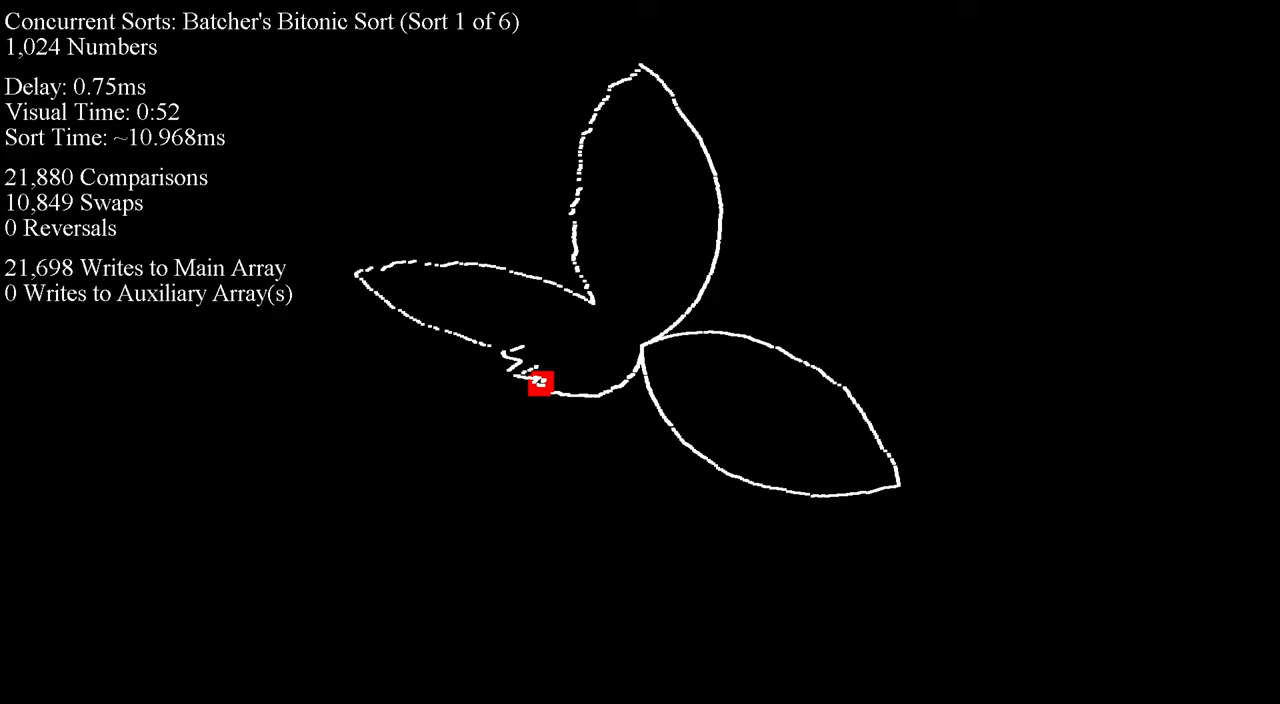 Concurrent Sorts: Batcher's Bitonic Sort (Sort 1 of 6)
1,024 Numbers
Delay: 0.75ms
Visual Time: 0:52
Sort Time: ~10.968ms
21,880 Comparisons
10,849 Swaps
0 Reversals
21,698 Writes to Main Array
0 Writes to Auxiliary Array(s)